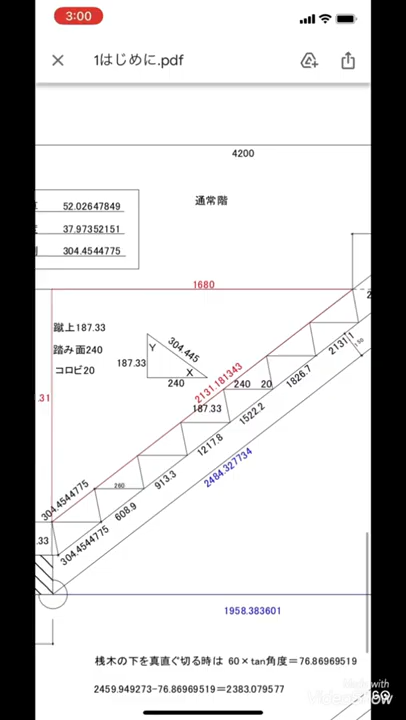 3:00
1はじめに.pdf
4200
通常階
52.02647849
37.97352151
304.4544775
1680
蹴上187.33
踏み面240
コロビ20
Y
304.445
187.33
X
240
.31
2131.181343
240
20
187.33
2131.1
150
1826.7
1522.2
1217.8
2484.327734
260
913.3
608.9
304.4544775
304.4544775
.33
1958.383601
桟木の下を真直ぐ切る時は 60×tan角度＝76.86969519
2459.949273-76.86969519＝2383.079577
Made with
VideoShow